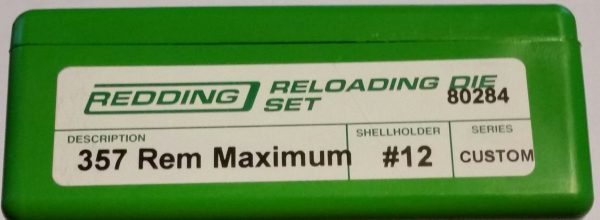 REDDING RELOADING DIE
SET 80284
DESCRIPTION SHELLHOLDER SERIES
357 Rem Maximum #12 CUSTOM